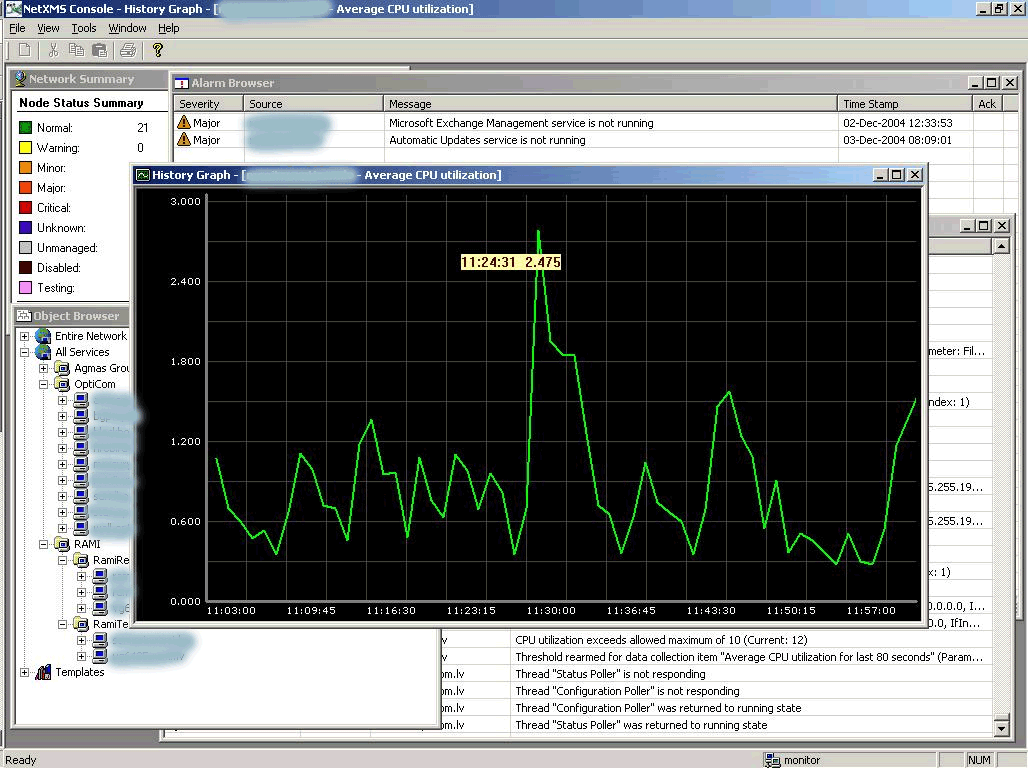 NetXMS Console - History Graph - [ - Average CPU utilization]
File View Tools Window Help
Network Summary
Node Status Summary
Normal: 21
Warning: 0
Minor:
Major:
Critical:
Unknown:
Unmanaged:
Disabled:
Testing:
Alarm Browser
Severity Source Message Time Stamp Ack
Major Microsoft Exchange Management service is not running 02-Dec-2004 12:33:53
Major Automatic Updates service is not running 03-Dec-2004 08:09:01
History Graph - [ - Average CPU utilization]
3.000
2.400
1.800
1.200
0.600
0.000
11:24:31 2.475
11:03:00 11:09:45 11:16:30 11:23:15 11:30:00 11:36:45 11:43:30 11:50:15 11:57:00
Object Browser
Entire Network
All Services
Agmas Grou
OptiCom
RAMI
RamiRe
RamiTe
Templates
meter: Fil...
ndex: 1)
5.255.19...
5.255.19...
x: 1)
0.0.0.0, I...
0.0, IfIn...
v CPU utilization exceeds allowed maximum of 10 (Current: 12)
om.lv Threshold rearmed for data collection item "Average CPU utilization for last 80 seconds" (Param...
om.lv Thread "Status Poller" is not responding
om.lv Thread "Configuration Poller" is not responding
om.lv Thread "Configuration Poller" was returned to running state
om.lv Thread "Status Poller" was returned to running state
Ready monitor NUM